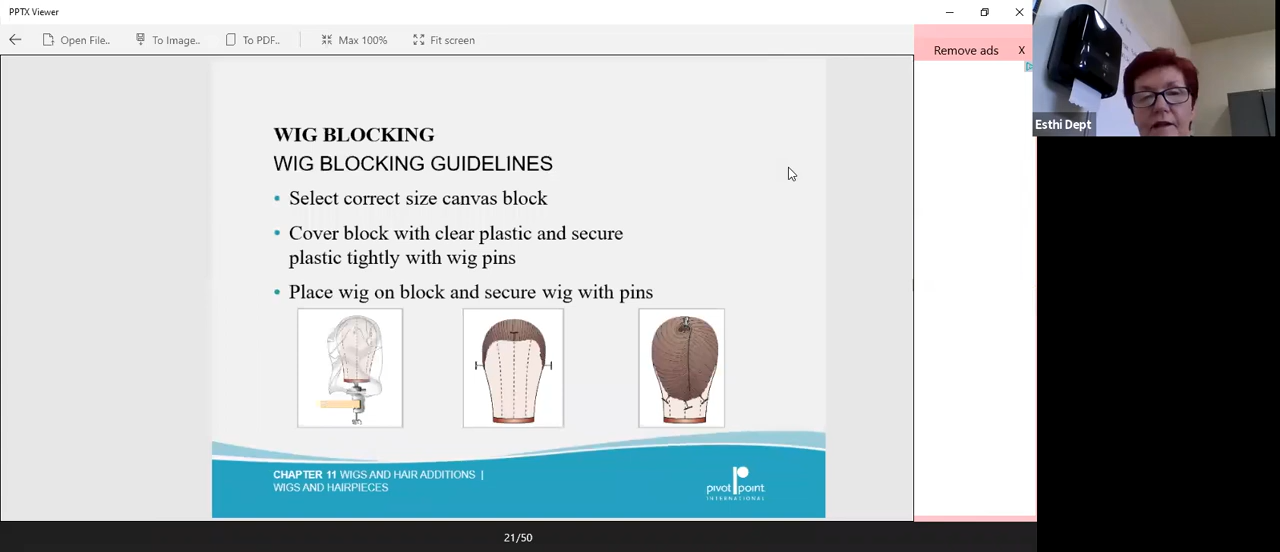 PPTX Viewer
Open File..
To Image..
To PDF..
Max 100%
Fit screen
Remove ads X
Esthi Dept
WIG BLOCKING
WIG BLOCKING GUIDELINES
• Select correct size canvas block
• Cover block with clear plastic and secure
plastic tightly with wig pins
• Place wig on block and secure wig with pins
CHAPTER 11 WIGS AND HAIR ADDITIONS |
WIGS AND HAIRPIECES
pivot point
INTERNATIONAL
21/50